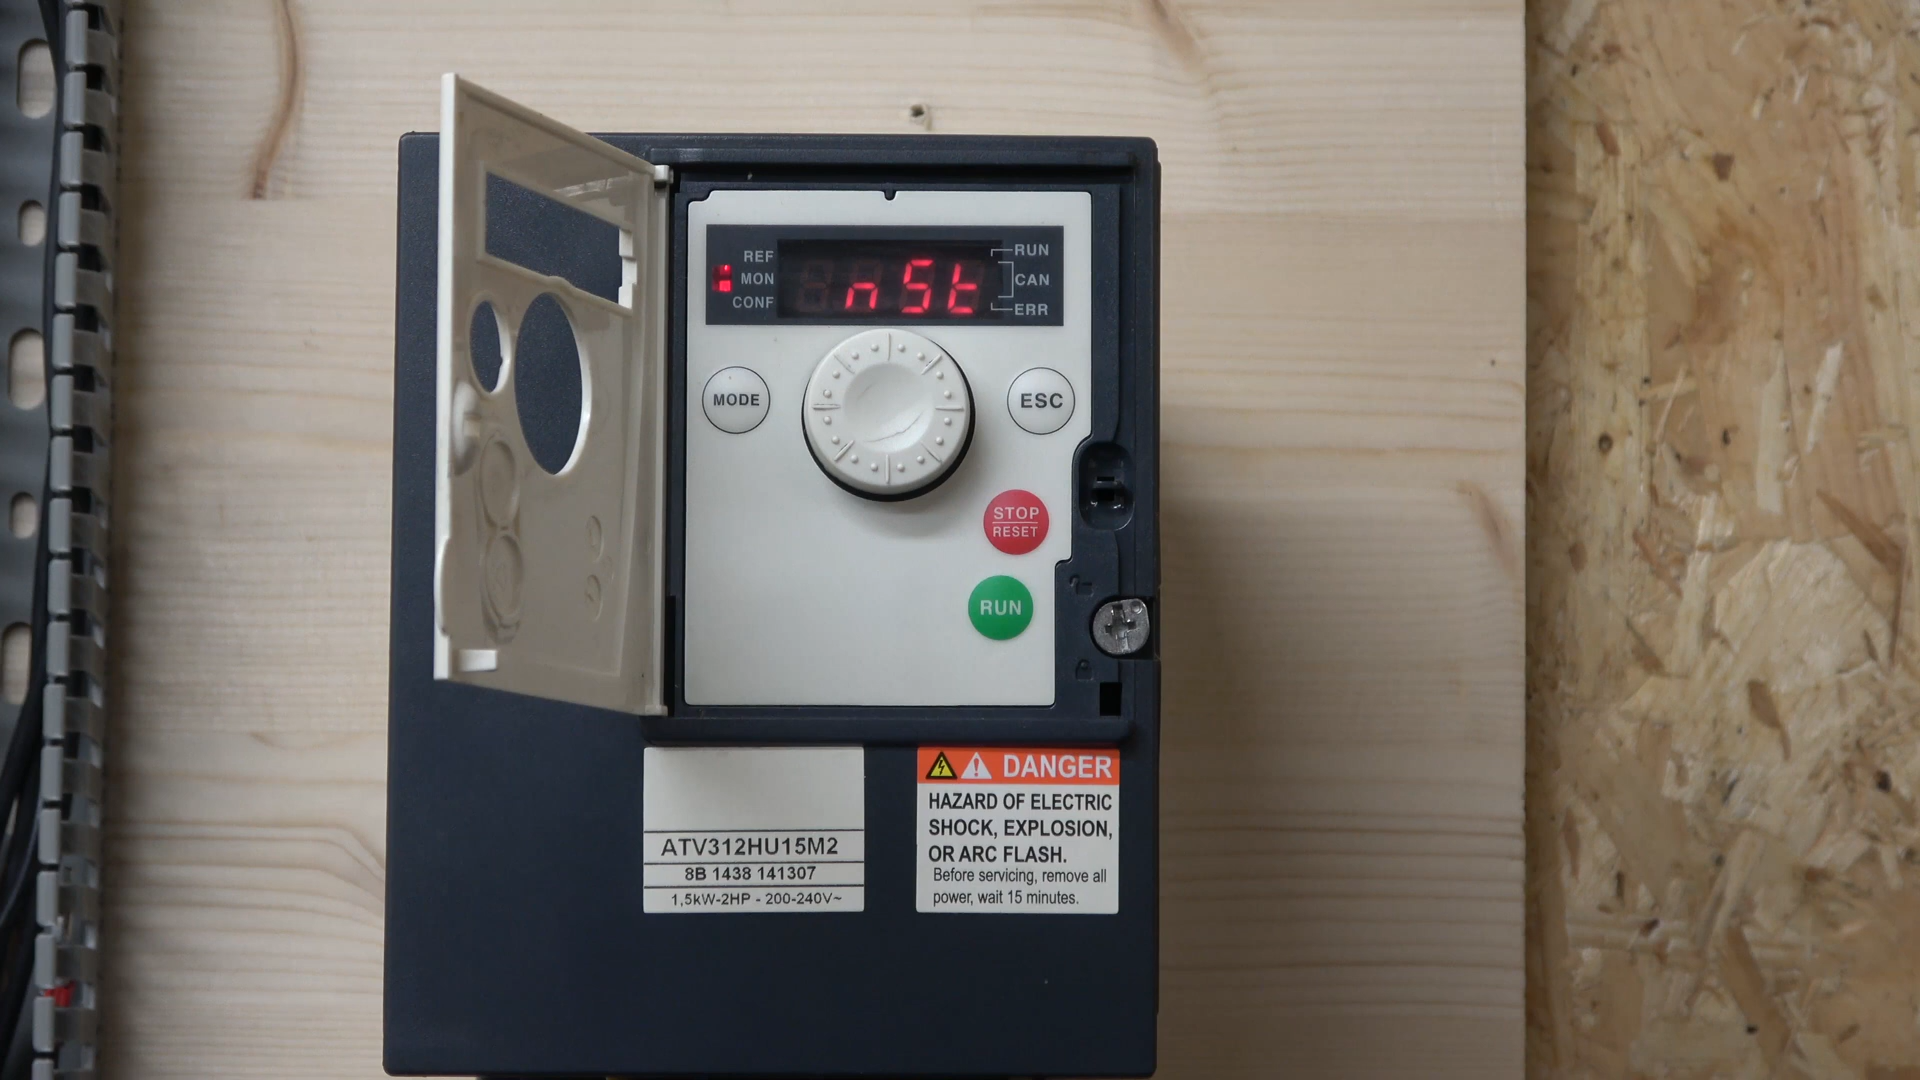 REF
MON
CONF
nSt
RUN
CAN
ERR
MODE
ESC
STOP
RESET
RUN
ATV312HU15M2
8B 1438 141307
1,5kW-2HP - 200-240V~
DANGER
HAZARD OF ELECTRIC
SHOCK, EXPLOSION,
OR ARC FLASH.
Before servicing, remove all
power, wait 15 minutes.